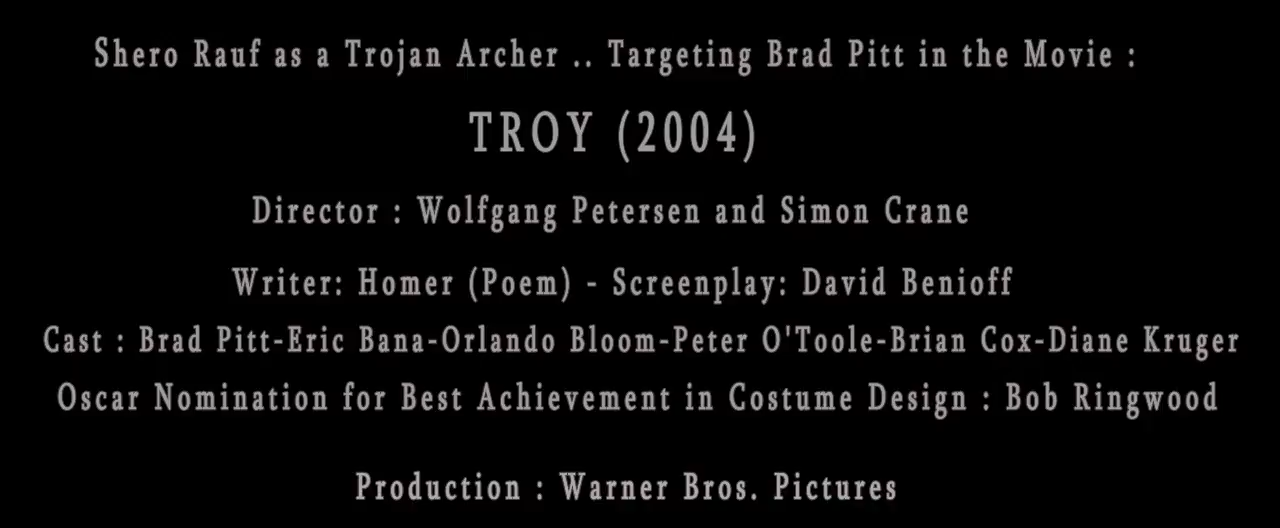 Shero Rauf as a Trojan Archer .. Targeting Brad Pitt in the Movie :
TROY (2004)
Director : Wolfgang Petersen and Simon Crane
Writer: Homer (Poem) - Screenplay: David Benioff
Cast : Brad Pitt-Eric Bana-Orlando Bloom-Peter O'Toole-Brian Cox-Diane Kruger
Oscar Nomination for Best Achievement in Costume Design : Bob Ringwood
Production : Warner Bros. Pictures